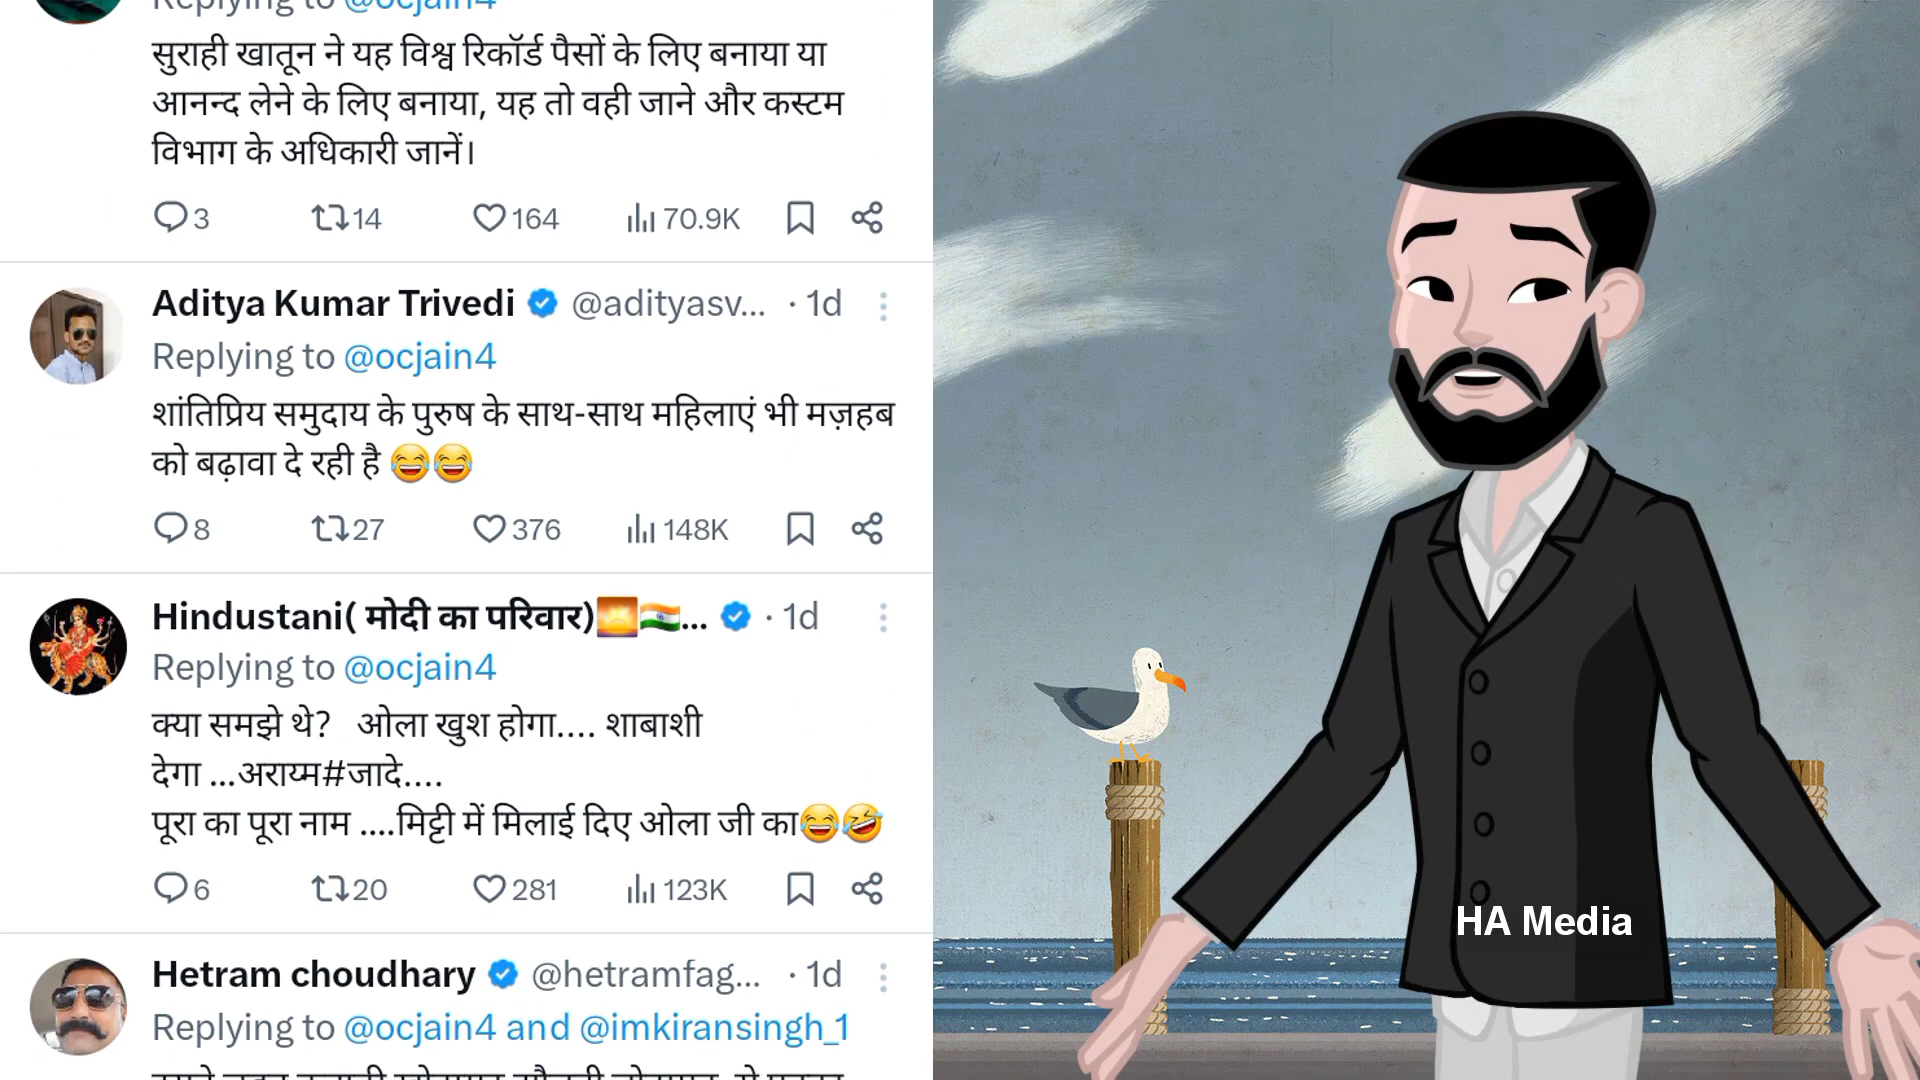 Replying to @ocjain4
सुराही खातून ने यह विश्व रिकॉर्ड पैसों के लिए बनाया या
आनन्द लेने के लिए बनाया, यह तो वही जाने और कस्टम
विभाग के अधिकारी जानें।
3 14 164 70.9K
Aditya Kumar Trivedi @adityasv... · 1d
Replying to @ocjain4
शांतिप्रिय समुदाय के पुरुष के साथ-साथ महिलाएं भी मज़हब
को बढ़ावा दे रही है 😂😂
8 27 376 148K
Hindustani( मोदी का परिवार)🌅🇮🇳... · 1d
Replying to @ocjain4
क्या समझे थे? ओला खुश होगा.... शाबाशी
देगा ...अराय्म#जादे....
पूरा का पूरा नाम ....मिट्टी में मिलाई दिए ओला जी का😂🤣
6 20 281 123K
Hetram choudhary @hetramfag... · 1d
Replying to @ocjain4 and @imkiransingh_1
HA Media